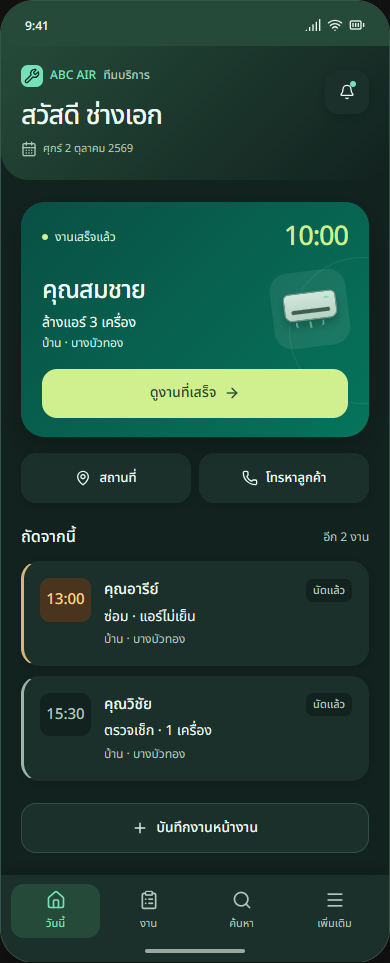 9:41
ABC AIR ทีมบริการ
สวัสดี ช่างเอก
ศุกร์ 2 ตุลาคม 2569
งานเสร็จแล้ว
10:00
คุณสมชาย
ล้างแอร์ 3 เครื่อง
บ้าน · บางบัวทอง
ดูงานที่เสร็จ
สถานที่
โทรหาลูกค้า
ถัดจากนี้
อีก 2 งาน
13:00
คุณอารีย์
นัดแล้ว
ซ่อม · แอร์ไม่เย็น
บ้าน · บางบัวทอง
15:30
คุณวิชัย
นัดแล้ว
ตรวจเช็ก · 1 เครื่อง
บ้าน · บางบัวทอง
บันทึกงานหน้างาน
วันนี้
งาน
ค้นหา
เพิ่มเติม